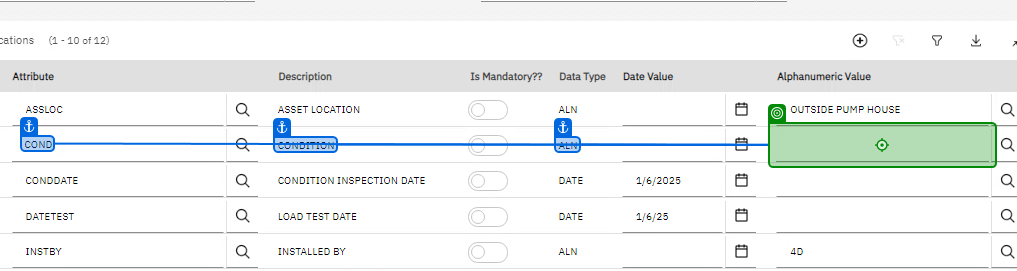 cations (1 - 10 of 12)
Attribute Description Is Mandatory?? Data Type Date Value Alphanumeric Value
ASSLOC ASSET LOCATION ALN OUTSIDE PUMP HOUSE
COND CONDITION ALN
CONDDATE CONDITION INSPECTION DATE DATE 1/6/2025
DATETEST LOAD TEST DATE DATE 1/6/25
INSTBY INSTALLED BY ALN 4D